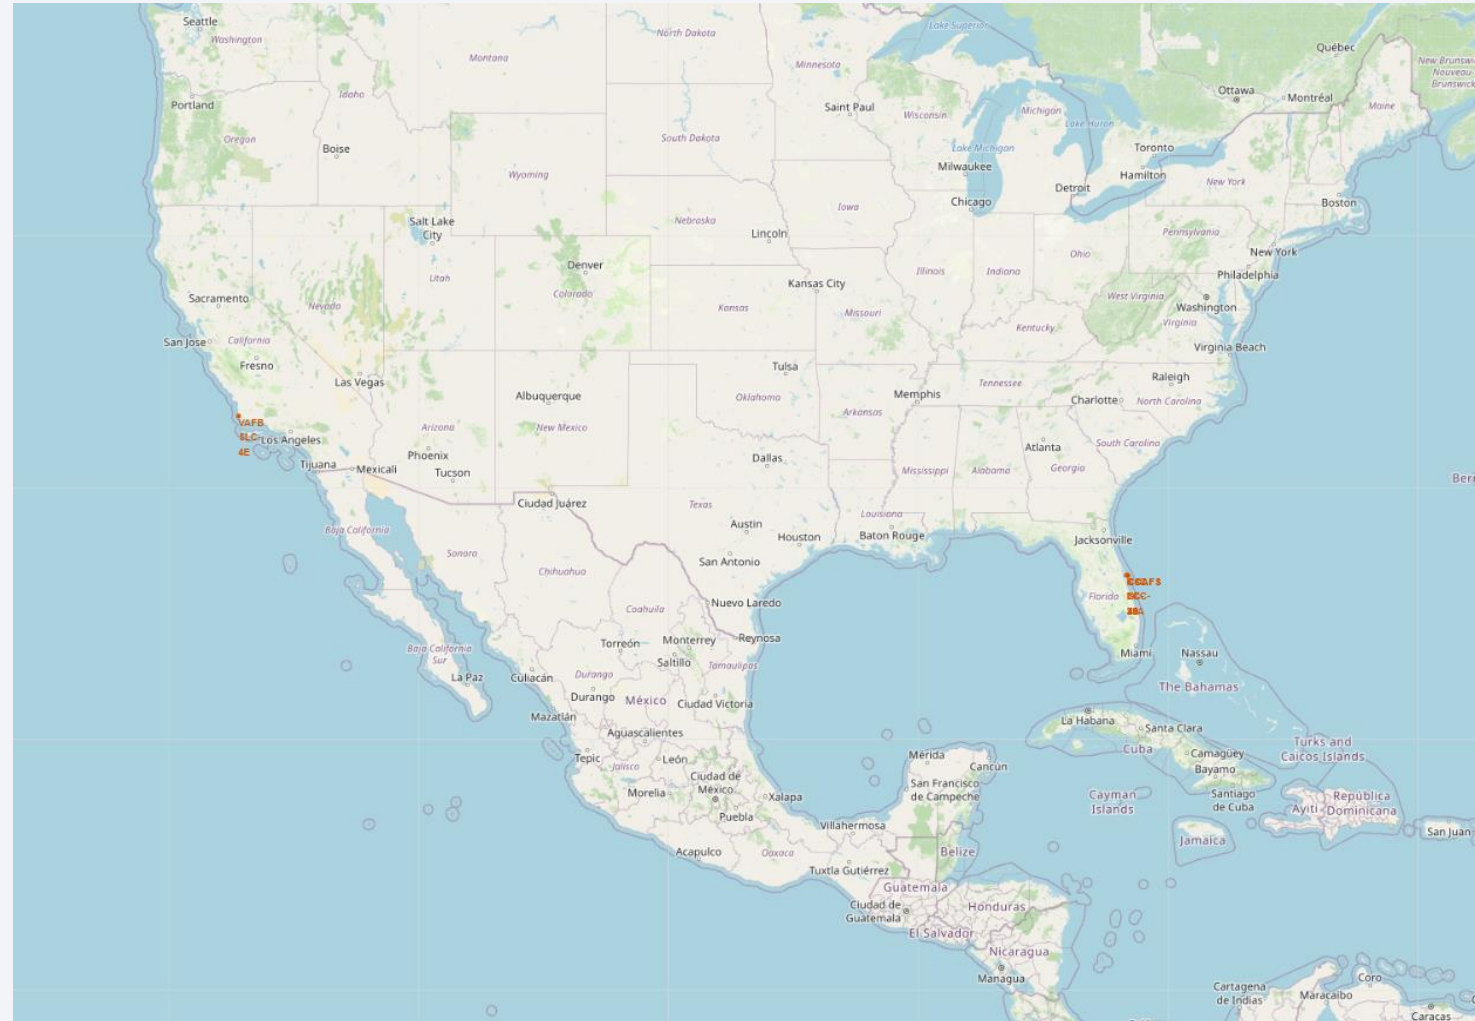 Seattle
Washington
North Dakota
Montana
Minnesota
Lake Superior
Québec
New Brunswi
Nouveau-
Brunswick
Portland
Idaho
Saint Paul
Wisconsin
Michigan
Ottawa
Montréal
Maine
Oregon
Boise
South Dakota
Lake Michigan
Lake Huron
Toronto
Wyoming
Milwaukee
Hamilton
Detroit
New York
Chicago
Boston
Salt Lake
City
Nebraska
Iowa
Lincoln
Pennsylvania
New York
Denver
Utah
Illinois
Indiana
Ohio
Philadelphia
Sacramento
Nevada
Colorado
Kansas City
Kansas
Missouri
West Virginia
Washington
Virginia
Kentucky
San Jose
California
Virginia Beach
Fresno
Las Vegas
Tulsa
Albuquerque
Oklahoma
Memphis
Tennessee
Raleigh
Charlotte
North Carolina
Arkansas
VAFB
SLC-
4E
Los Angeles
Arizona
New Mexico
Atlanta
South Carolina
Phoenix
Tijuana
Mexicali
Tucson
Dallas
Mississippi
Alabama
Georgia
Ciudad Juárez
Texas
Louisiana
Baja California
Austin
Houston
Baton Rouge
Jacksonville
Sonora
San Antonio
Chihuahua
Florida
Coahuila
Nuevo Laredo
Torreón
Monterrey
Reynosa
Baja California
Sur
Saltillo
Tamaulipas
Miami
Nassau
La Paz
Culiacán
Durango
The Bahamas
Durango
México
Ciudad Victoria
Mazatlán
La Habana
Santa Clara
Aguascalientes
Cuba
Camagüey
Turks and
Caicos Islands
Tepic
León
Jalisco
Mérida
Cancún
Bayamo
Ciudad de
México
San Francisco
de Campeche
Morelia
Xalapa
Cayman
Islands
Santiago
de Cuba
Ayiti
República
Dominicana
Puebla
Villahermosa
San Juan
Acapulco
Oaxaca
Belize
Jamaica
Tuxtla Gutiérrez
Guatemala
Ciudad de
Guatemala
Honduras
El Salvador
Nicaragua
Managua
Cartagena
de Indias
Maracaibo
Coro
Caracas